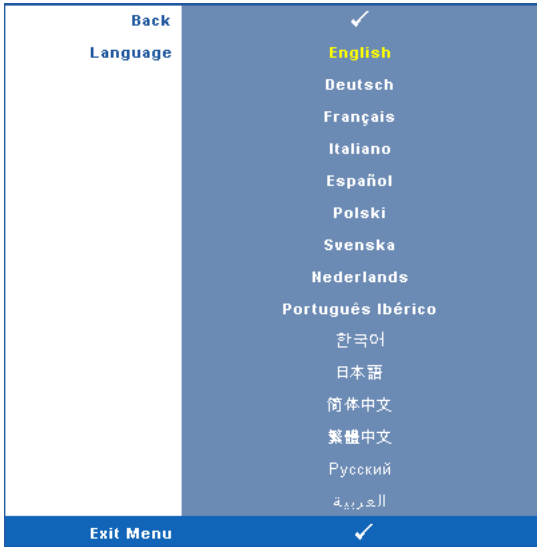 Back ✓
Language English
Deutsch
Français
Italiano
Español
Polski
Svenska
Nederlands
Português Ibérico
한국어
日本語
简体中文
繁體中文
Русский
العربية
Exit Menu ✓